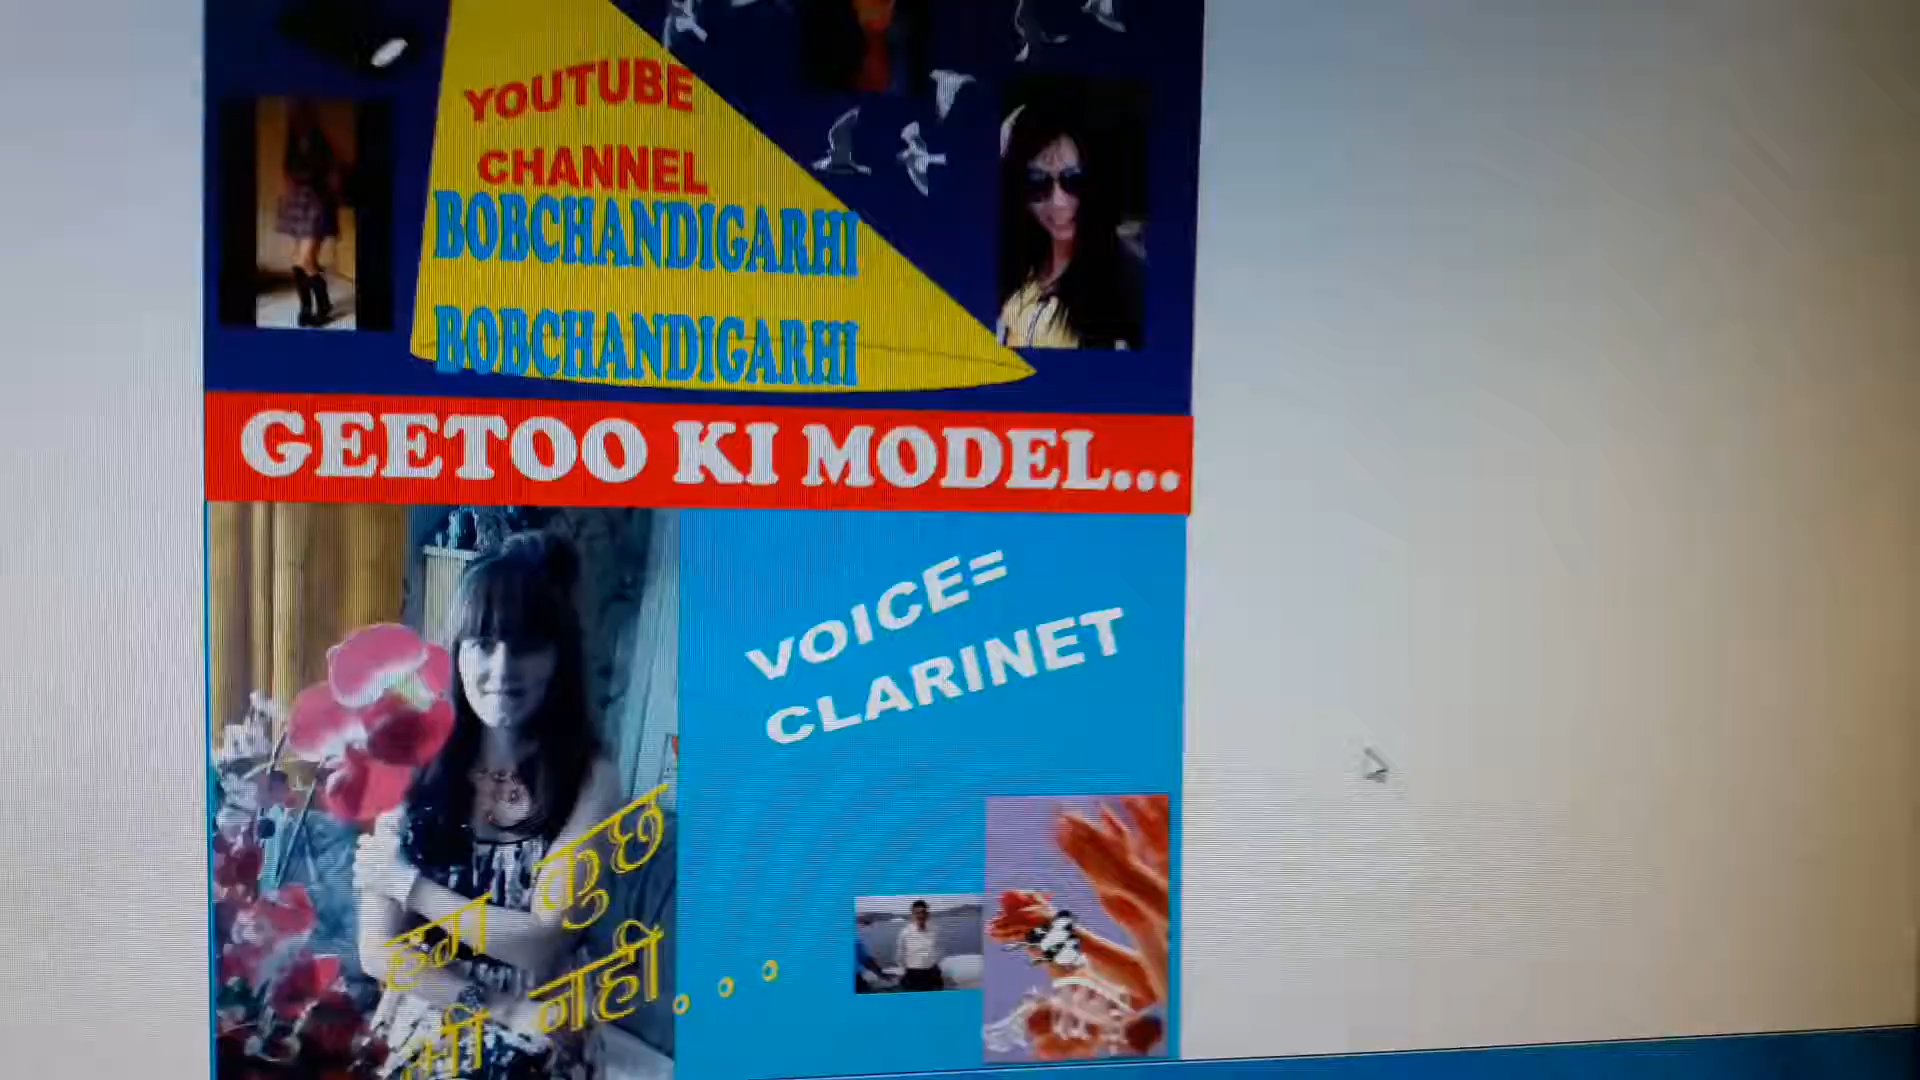 YOUTUBE
CHANNEL
BOBCHANDIGARHI
BOBCHANDIGARHI
GEETOO KI MODEL...
VOICE=
CLARINET
हम कुछ
भी नही...